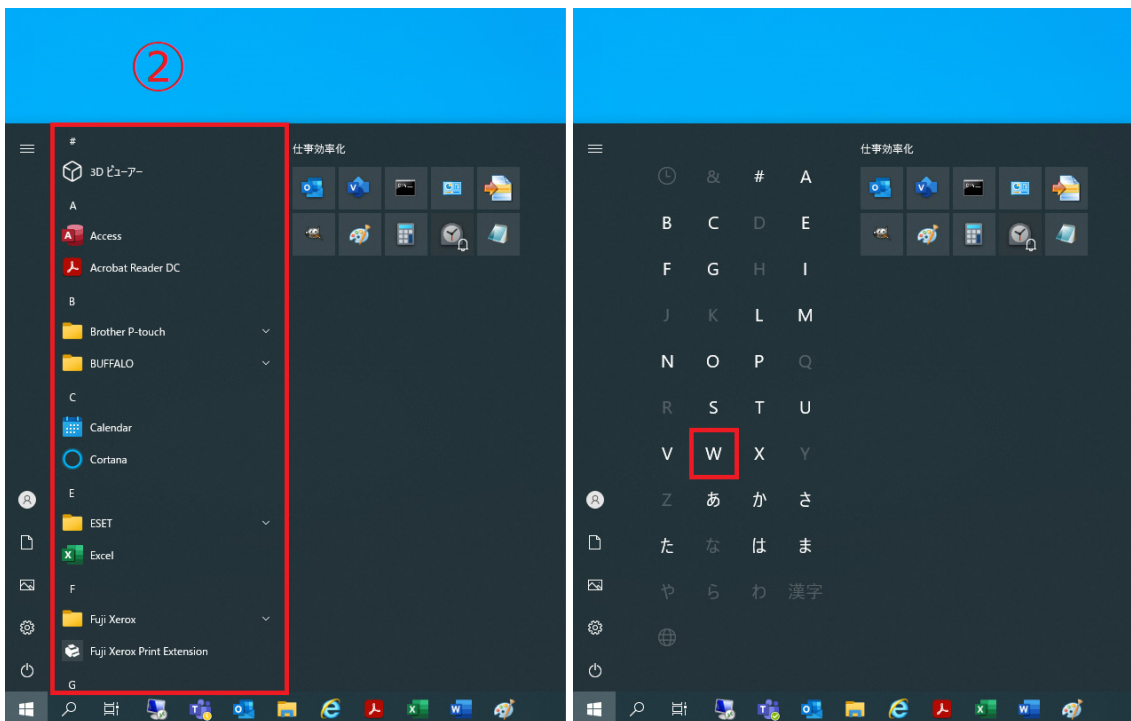 ②
#
3D ビューアー
A
Access
Acrobat Reader DC
B
Brother P-touch
BUFFALO
C
Calendar
Cortana
E
ESET
Excel
F
Fuji Xerox
Fuji Xerox Print Extension
G
仕事効率化
仕事効率化
& # A
B C D E
F G H I
J K L M
N O P Q
R S T U
V W X Y
Z あ か さ
た な は ま
や ら わ 漢字